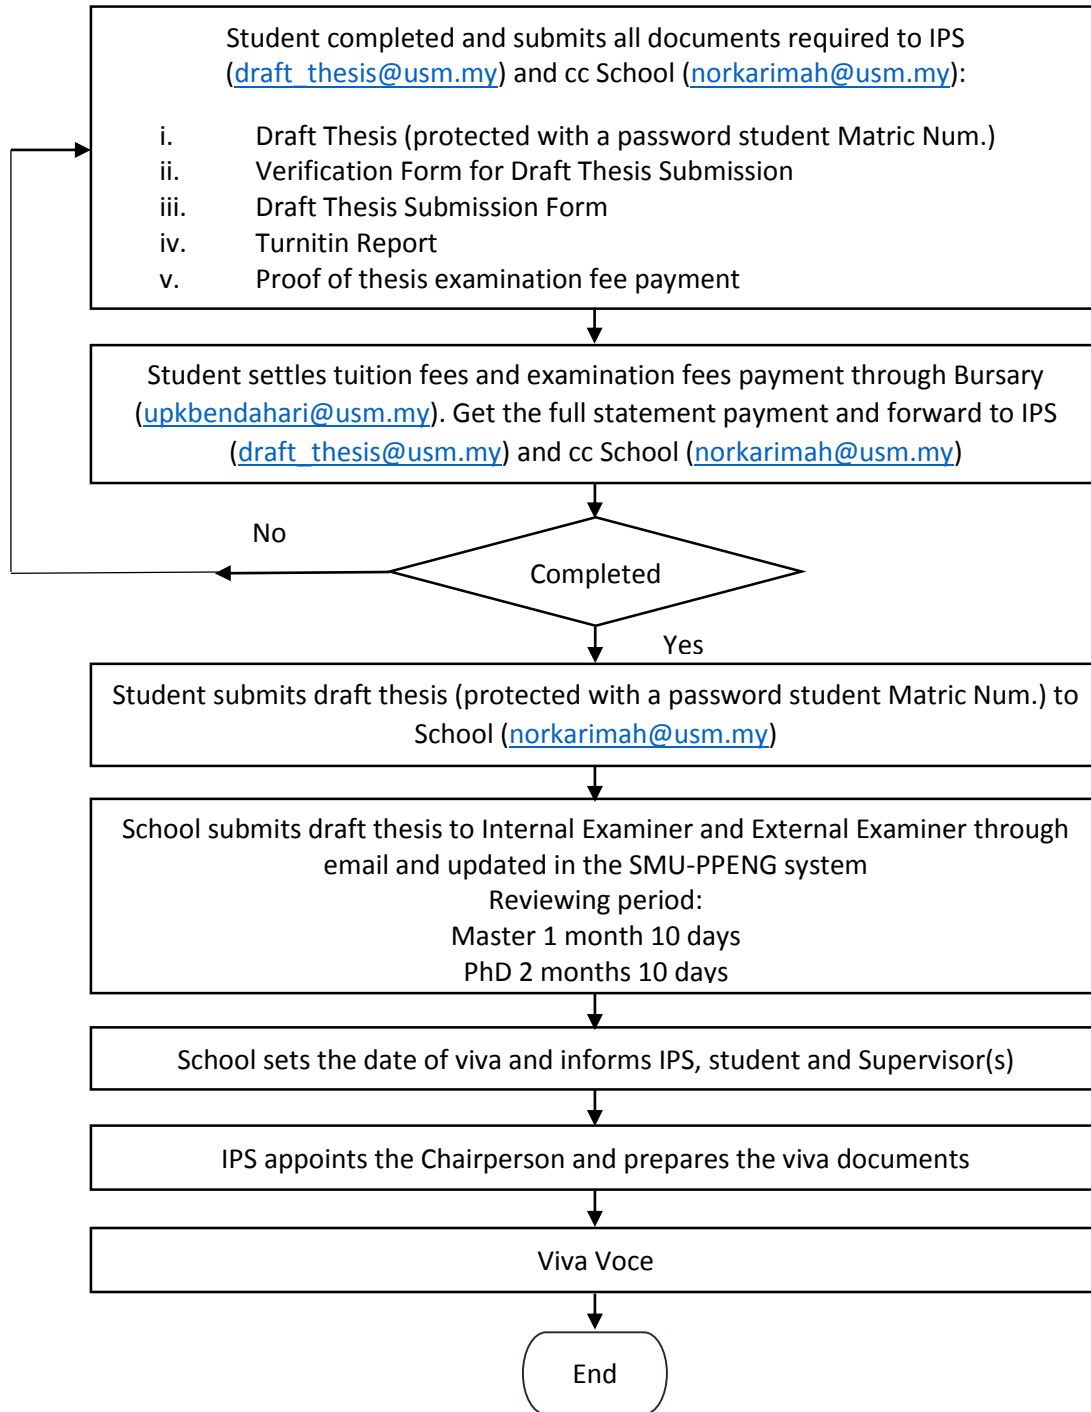 Student completed and submits all documents required to IPS
(draft_thesis@usm.my) and cc School (norkarimah@usm.my):
i. Draft Thesis (protected with a password student Matric Num.)
ii. Verification Form for Draft Thesis Submission
iii. Draft Thesis Submission Form
iv. Turnitin Report
v. Proof of thesis examination fee payment
Student settles tuition fees and examination fees payment through Bursary
(upkbendahari@usm.my). Get the full statement payment and forward to IPS
(draft_thesis@usm.my) and cc School (norkarimah@usm.my)
No
Completed
Yes
Student submits draft thesis (protected with a password student Matric Num.) to
School (norkarimah@usm.my)
School submits draft thesis to Internal Examiner and External Examiner through
email and updated in the SMU-PPENG system
Reviewing period:
Master 1 month 10 days
PhD 2 months 10 days
School sets the date of viva and informs IPS, student and Supervisor(s)
IPS appoints the Chairperson and prepares the viva documents
Viva Voce
End